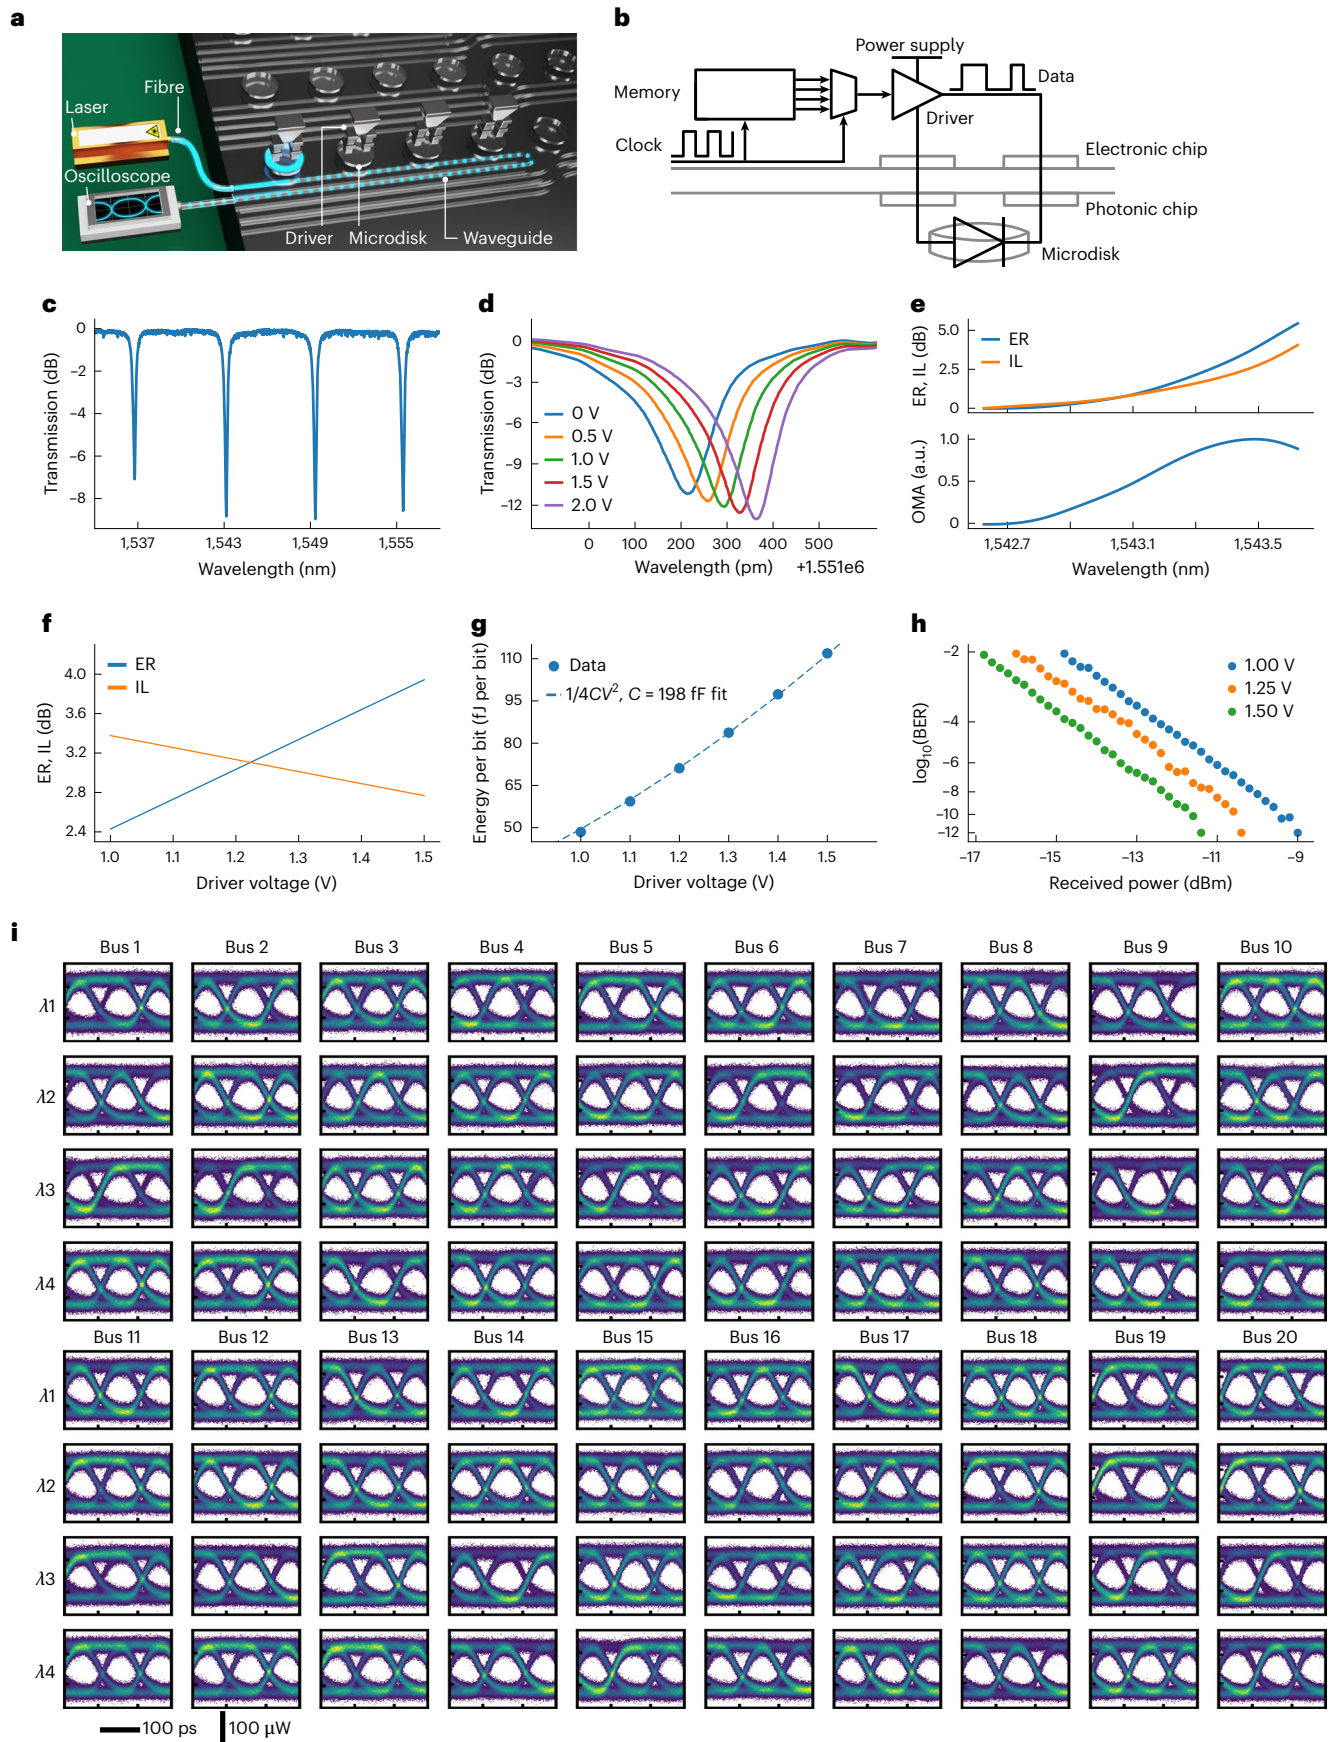 a
Fibre
Laser
Oscilloscope
Driver Microdisk Waveguide
b
Power supply
Memory
Data
Driver
Clock
Electronic chip
Photonic chip
Microdisk
c
Transmission (dB)
0
−2
−4
−6
−8
1,537 1,543 1,549 1,555
Wavelength (nm)
d
Transmission (dB)
0
−3
−6
−9
−12
0 V
0.5 V
1.0 V
1.5 V
2.0 V
0 100 200 300 400 500
Wavelength (pm) +1.551e6
e
ER, IL (dB)
5.0
2.5
0
ER
IL
OMA (a.u.)
1.0
0.5
0
1,542.7 1,543.1 1,543.5
Wavelength (nm)
f
ER, IL (dB)
ER
IL
4.0
3.6
3.2
2.8
2.4
1.0 1.1 1.2 1.3 1.4 1.5
Driver voltage (V)
g
Energy per bit (fJ per bit)
110
95
80
65
50
Data
1/4CV², C = 198 fF fit
1.0 1.1 1.2 1.3 1.4 1.5
Driver voltage (V)
h
log₁₀(BER)
−2
−4
−6
−8
−10
−12
1.00 V
1.25 V
1.50 V
−17 −15 −13 −11 −9
Received power (dBm)
i
Bus 1 Bus 2 Bus 3 Bus 4 Bus 5 Bus 6 Bus 7 Bus 8 Bus 9 Bus 10
λ1
λ2
λ3
λ4
Bus 11 Bus 12 Bus 13 Bus 14 Bus 15 Bus 16 Bus 17 Bus 18 Bus 19 Bus 20
λ1
λ2
λ3
λ4
100 ps 100 μW